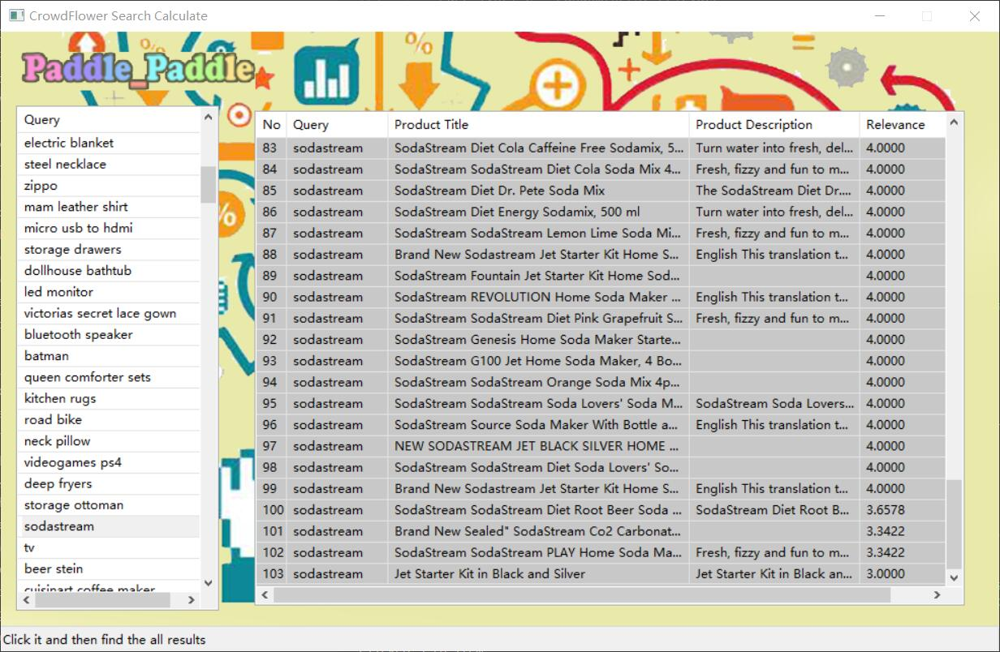 CrowdFlower Search Calculate
Paddle_Paddle
Query
electric blanket
steel necklace
zippo
mam leather shirt
micro usb to hdmi
storage drawers
dollhouse bathtub
led monitor
victorias secret lace gown
bluetooth speaker
batman
queen comforter sets
kitchen rugs
road bike
neck pillow
videogames ps4
deep fryers
storage ottoman
sodastream
tv
beer stein
cuisinart coffee maker
No Query Product Title Product Description Relevance
83 sodastream SodaStream Diet Cola Caffeine Free Sodamix, 5... Turn water into fresh, del... 4.0000
84 sodastream SodaStream SodaStream Diet Cola Soda Mix 4... Fresh, fizzy and fun to m... 4.0000
85 sodastream SodaStream Diet Dr. Pete Soda Mix The SodaStream Diet Dr.... 4.0000
86 sodastream SodaStream Diet Energy Sodamix, 500 ml Turn water into fresh, del... 4.0000
87 sodastream SodaStream SodaStream Lemon Lime Soda Mi... Fresh, fizzy and fun to m... 4.0000
88 sodastream Brand New Sodastream Jet Starter Kit Home S... English This translation t... 4.0000
89 sodastream SodaStream Fountain Jet Starter Kit Home Sod... 4.0000
90 sodastream SodaStream REVOLUTION Home Soda Maker ... English This translation t... 4.0000
91 sodastream SodaStream SodaStream Diet Pink Grapefruit S... Fresh, fizzy and fun to m... 4.0000
92 sodastream SodaStream Genesis Home Soda Maker Starte... 4.0000
93 sodastream SodaStream G100 Jet Home Soda Maker, 4 Bo... 4.0000
94 sodastream SodaStream SodaStream Orange Soda Mix 4p... 4.0000
95 sodastream SodaStream SodaStream Soda Lovers' Soda M... SodaStream Soda Lovers... 4.0000
96 sodastream SodaStream Source Soda Maker With Bottle a... English This translation t... 4.0000
97 sodastream NEW SODASTREAM JET BLACK SILVER HOME ... 4.0000
98 sodastream SodaStream SodaStream Diet Soda Lovers' So... 4.0000
99 sodastream Brand New Sodastream Jet Starter Kit Home S... English This translation t... 4.0000
100 sodastream SodaStream SodaStream Diet Root Beer Soda ... SodaStream Diet Root B... 3.6578
101 sodastream Brand New Sealed" SodaStream Co2 Carbonat... 3.3422
102 sodastream SodaStream SodaStream PLAY Home Soda Ma... Fresh, fizzy and fun to m... 3.3422
103 sodastream Jet Starter Kit in Black and Silver Jet Starter Kit in Black an... 3.0000
Click it and then find the all results